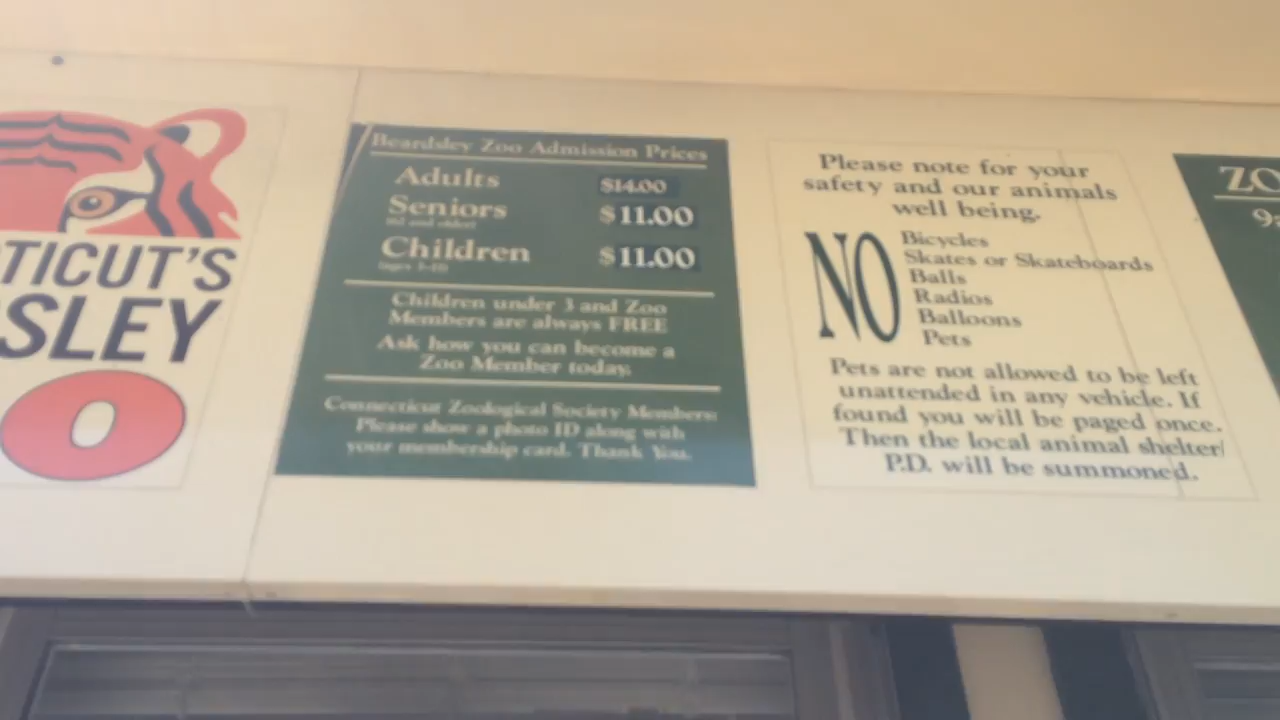 TICUT'S
SLEY
O
Beardsley Zoo Admission Prices
Adults $14.00
Seniors $11.00
(62 and older)
Children $11.00
Children under 3 and Zoo
Members are always FREE
Ask how you can become a
Zoo Member today.
Connecticut Zoological Society Members:
Please show a photo ID along with
your membership card. Thank You.
Please note for your
safety and our animals
well being.
NO
Bicycles
Skates or Skateboards
Balls
Radios
Balloons
Pets
Pets are not allowed to be left
unattended in any vehicle. If
found you will be paged once.
Then the local animal shelter/
P.D. will be summoned.
ZO